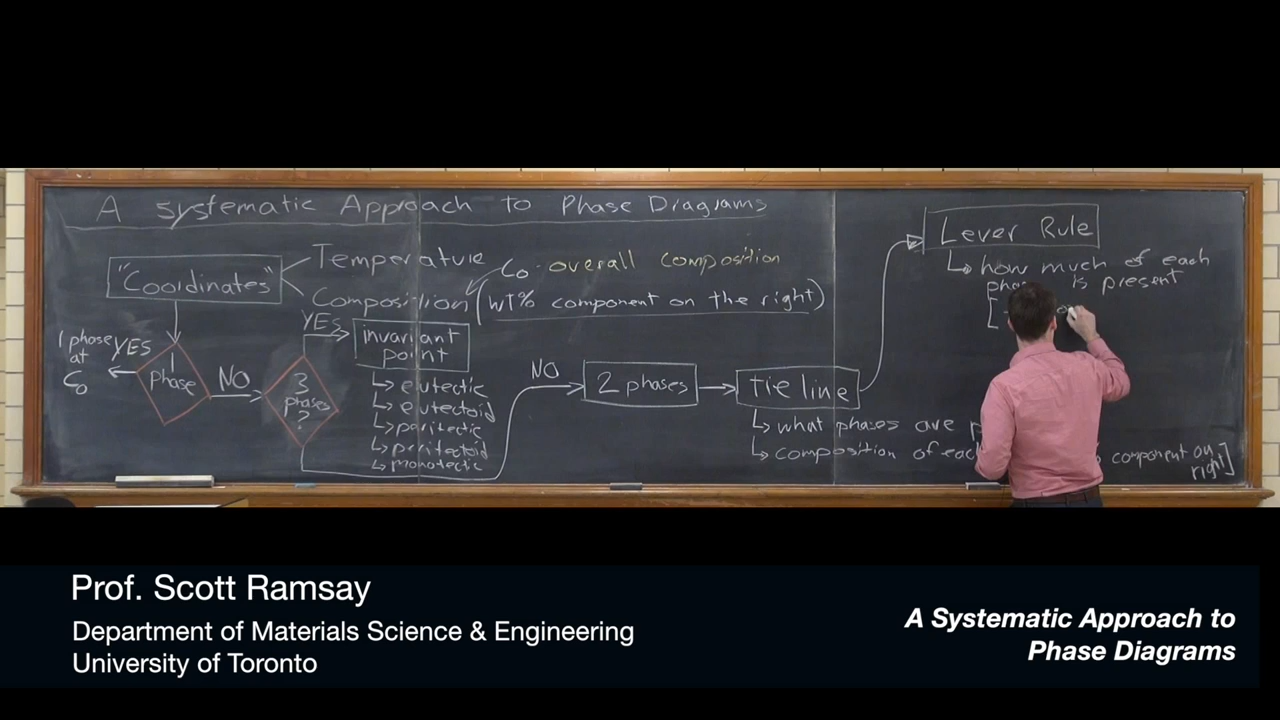 A Systematic Approach to Phase Diagrams
"Coordinates"
Temperature
Composition
C₀ - overall composition
(wt% component on the right)
1 phase
at
C₀
YES
1
phase
NO
3
phases
?
YES
invariant
point
↳ eutectic
↳ eutectoid
↳ peritectic
↳ peritectoid
↳ monotectic
NO
2 phases
tie line
↳ what phases are
↳ composition of each component on
right]
Lever Rule
↳ how much of each
is present
[
Prof. Scott Ramsay
Department of Materials Science & Engineering
University of Toronto
A Systematic Approach to
Phase Diagrams